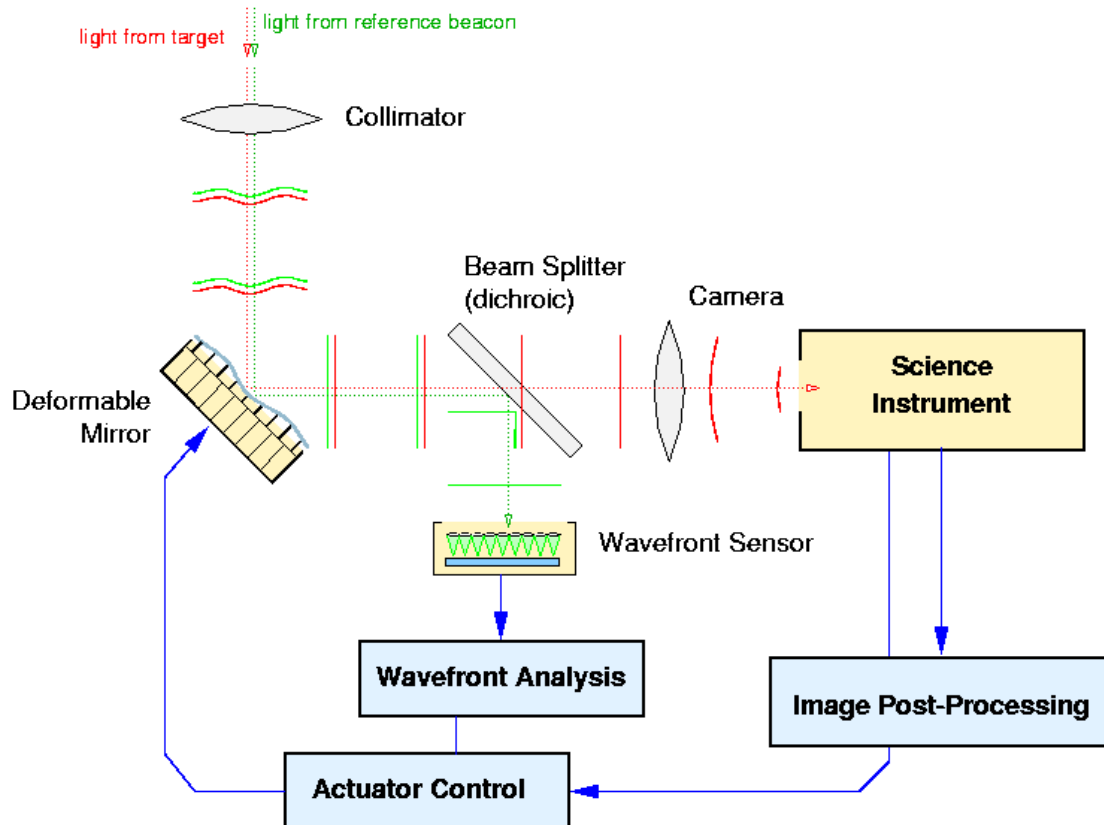 light from reference beacon
light from target
Collimator
Beam Splitter
(dichroic)
Camera
Science
Instrument
Deformable
Mirror
Wavefront Sensor
Wavefront Analysis
Image Post-Processing
Actuator Control